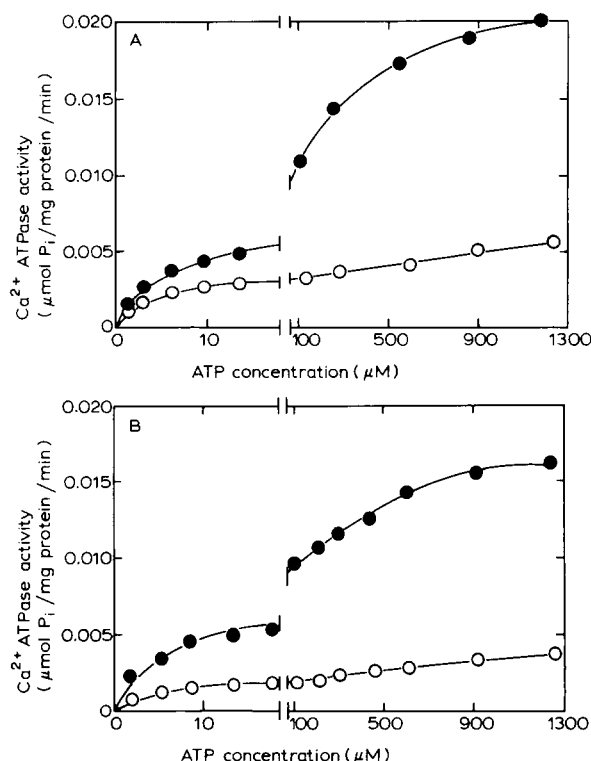 A
0.020
0.015
0.010
0.005
0
Ca²⁺ ATPase activity
(μmol Pᵢ/mg protein/min)
0 10 100 500 900 1300
ATP concentration (μM)
B
0.020
0.015
0.010
0.005
0
Ca²⁺ ATPase activity
(μmol Pᵢ/mg protein/min)
0 10 100 500 900 1300
ATP concentration (μM)